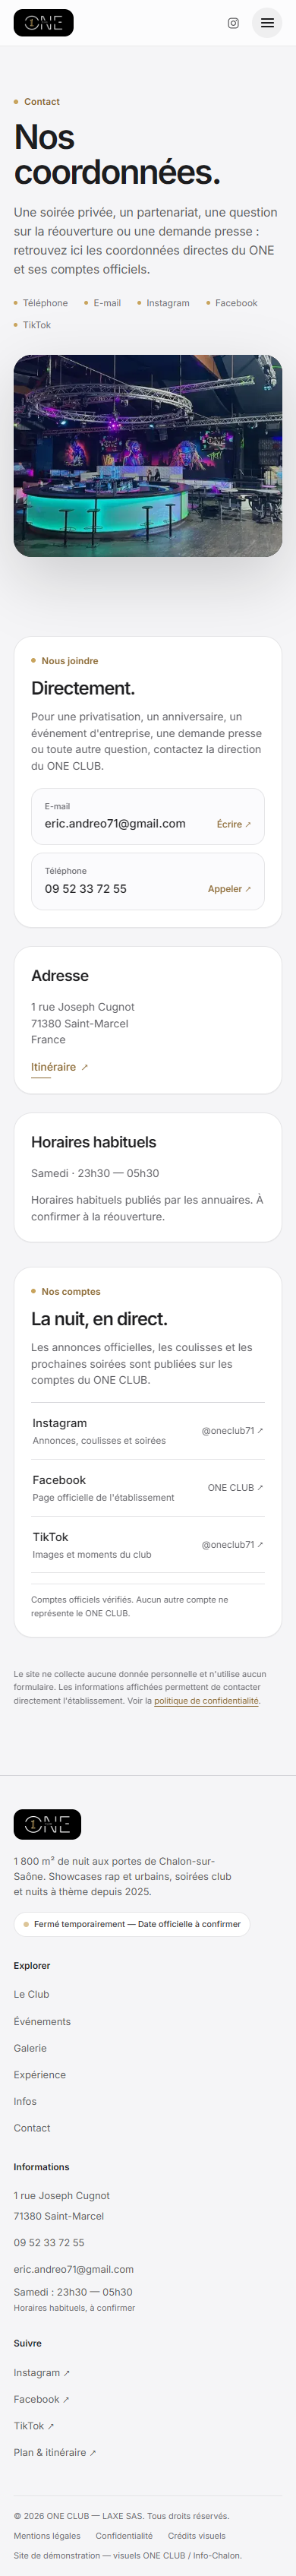 ONE
Contact
Nos
coordonnées.
Une soirée privée, un partenariat, une question
sur la réouverture ou une demande presse :
retrouvez ici les coordonnées directes du ONE
et ses comptes officiels.
Téléphone E-mail Instagram Facebook
TikTok
Nous joindre
Directement.
Pour une privatisation, un anniversaire, un
événement d'entreprise, une demande presse
ou toute autre question, contactez la direction
du ONE CLUB.
E-mail
eric.andreo71@gmail.com Écrire ↗
Téléphone
09 52 33 72 55 Appeler ↗
Adresse
1 rue Joseph Cugnot
71380 Saint-Marcel
France
Itinéraire ↗
Horaires habituels
Samedi · 23h30 — 05h30
Horaires habituels publiés par les annuaires. À
confirmer à la réouverture.
Nos comptes
La nuit, en direct.
Les annonces officielles, les coulisses et les
prochaines soirées sont publiées sur les
comptes du ONE CLUB.
Instagram @oneclub71 ↗
Annonces, coulisses et soirées
Facebook ONE CLUB ↗
Page officielle de l'établissement
TikTok @oneclub71 ↗
Images et moments du club
Comptes officiels vérifiés. Aucun autre compte ne
représente le ONE CLUB.
Le site ne collecte aucune donnée personnelle et n'utilise aucun
formulaire. Les informations affichées permettent de contacter
directement l'établissement. Voir la politique de confidentialité.
ONE
1 800 m² de nuit aux portes de Chalon-sur-
Saône. Showcases rap et urbains, soirées club
et nuits à thème depuis 2025.
Fermé temporairement — Date officielle à confirmer
Explorer
Le Club
Événements
Galerie
Expérience
Infos
Contact
Informations
1 rue Joseph Cugnot
71380 Saint-Marcel
09 52 33 72 55
eric.andreo71@gmail.com
Samedi : 23h30 — 05h30
Horaires habituels, à confirmer
Suivre
Instagram ↗
Facebook ↗
TikTok ↗
Plan & itinéraire ↗
© 2026 ONE CLUB — LAXE SAS. Tous droits réservés.
Mentions légales Confidentialité Crédits visuels
Site de démonstration — visuels ONE CLUB / Info-Chalon.